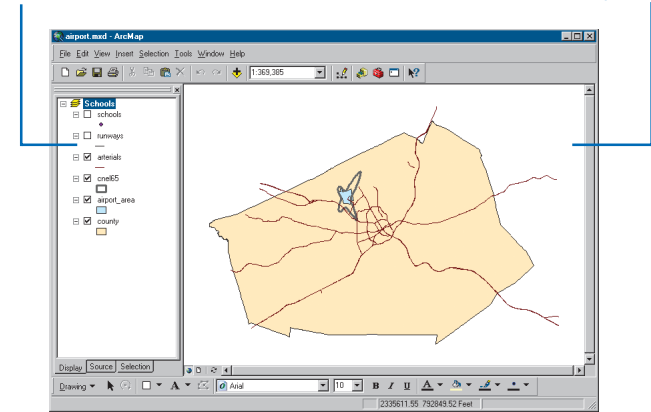 airport.mxd - ArcMap
File Edit View Insert Selection Tools Window Help
1:369,385
Schools
schools
runways
arterials
cnel65
airport_area
county
Display Source Selection
Drawing A Arial 10 B I U A
2335611.55 792849.52 Feet